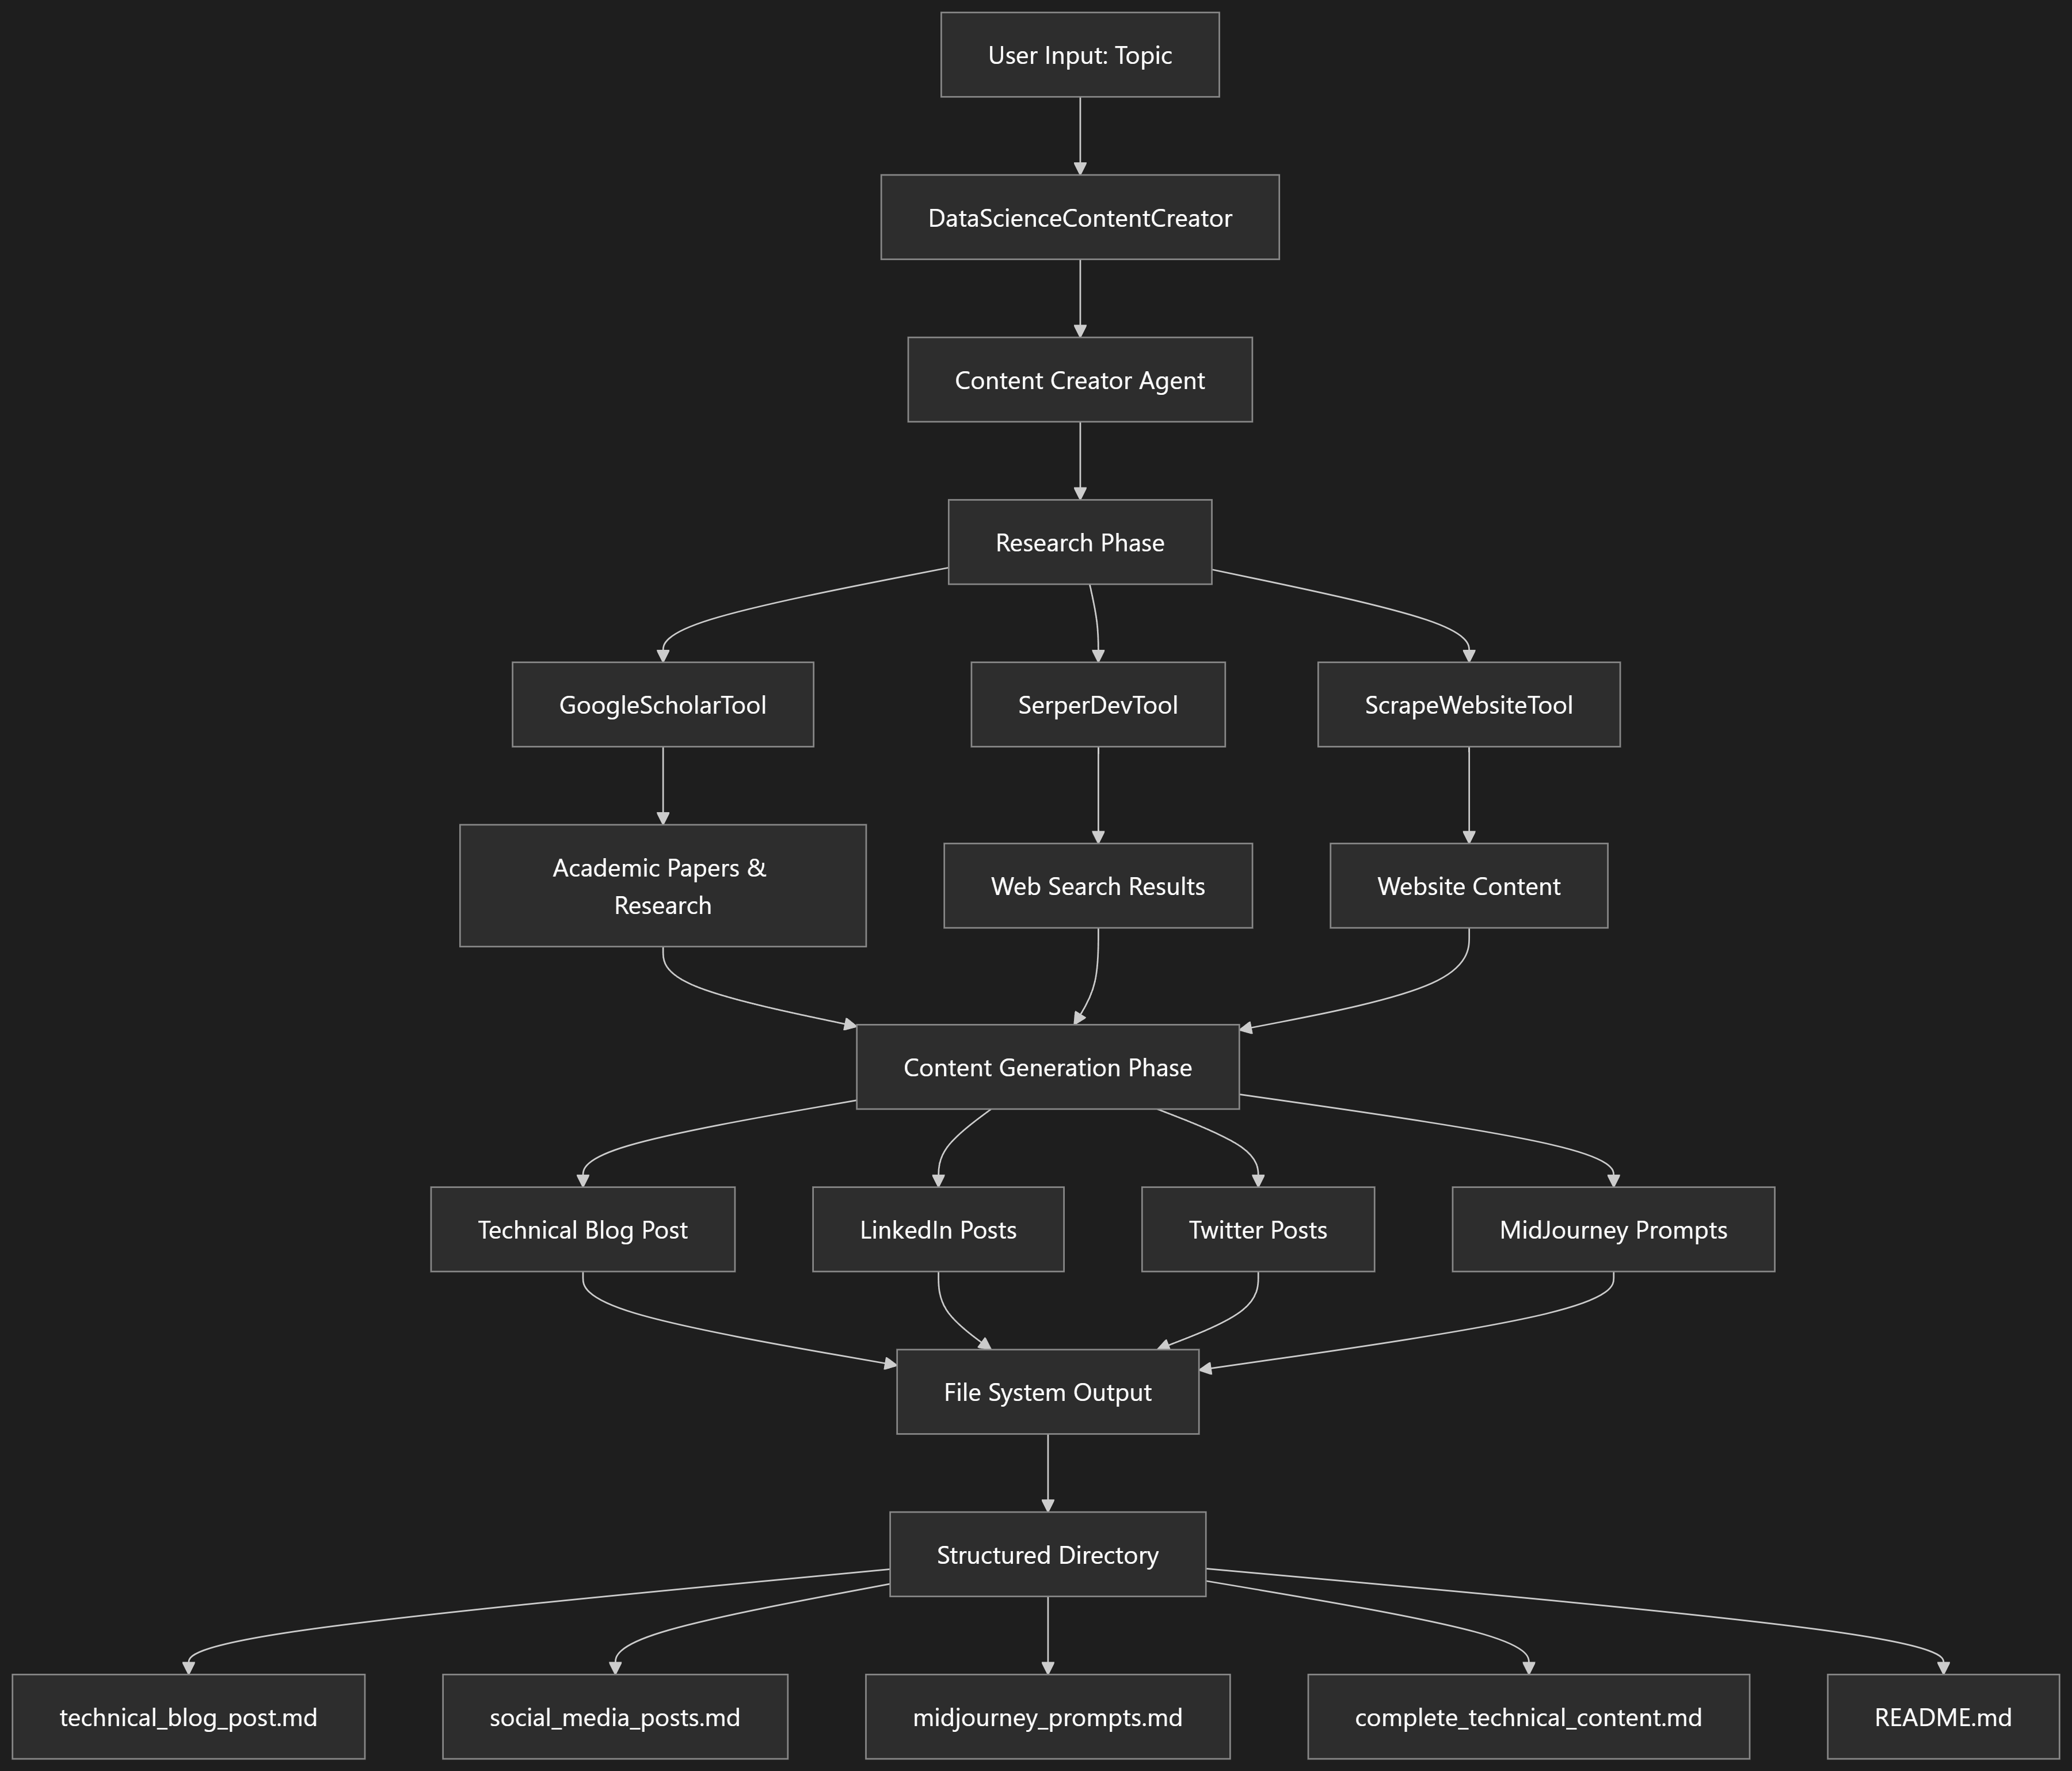 User Input: Topic
DataScienceContentCreator
Content Creator Agent
Research Phase
GoogleScholarTool
SerperDevTool
ScrapeWebsiteTool
Academic Papers &
Research
Web Search Results
Website Content
Content Generation Phase
Technical Blog Post
LinkedIn Posts
Twitter Posts
MidJourney Prompts
File System Output
Structured Directory
technical_blog_post.md
social_media_posts.md
midjourney_prompts.md
complete_technical_content.md
README.md